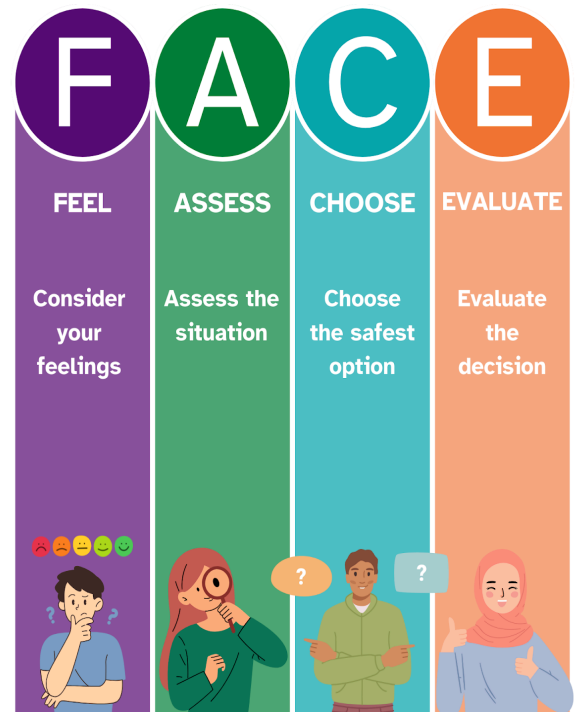 F
A
C
E
FEEL
ASSESS
CHOOSE
EVALUATE
Consider
your
feelings
Assess the
situation
Choose
the safest
option
Evaluate
the
decision
?
?
?
?